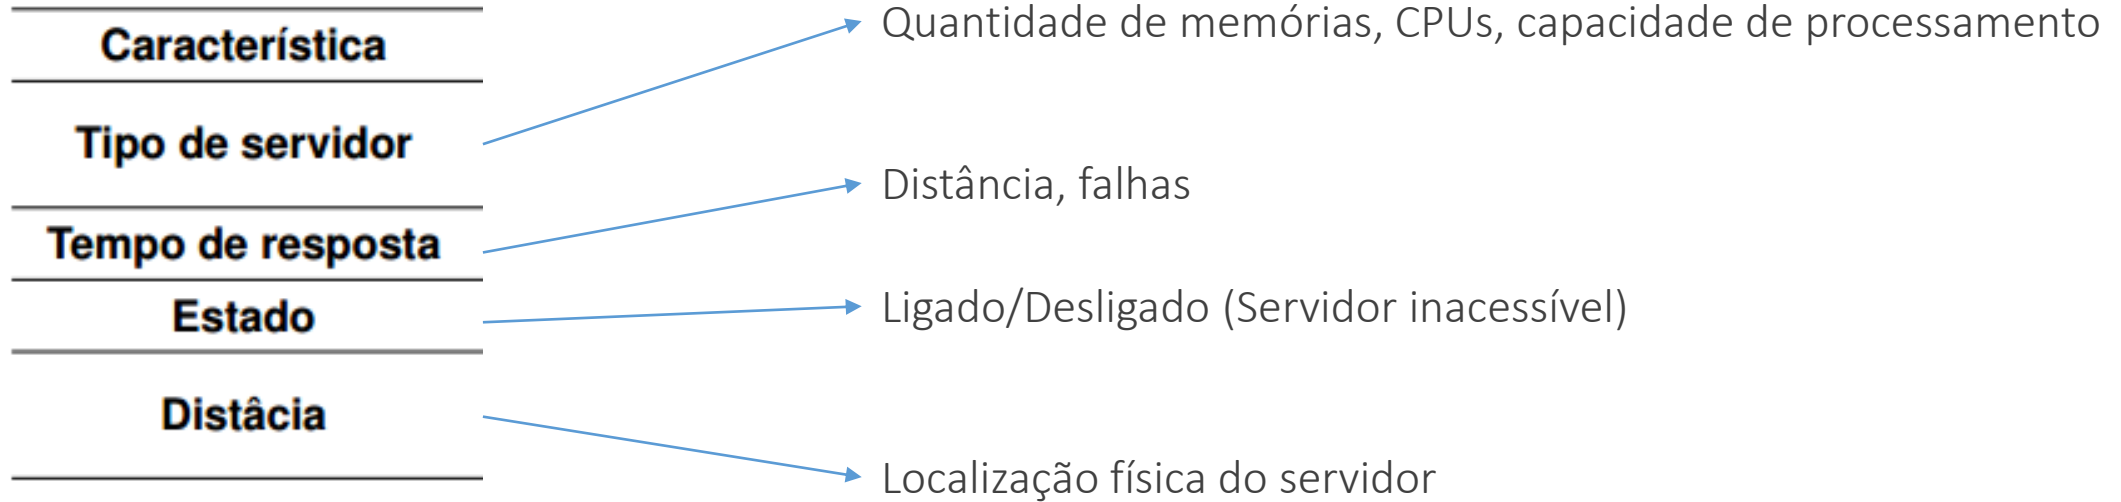 Característica
Quantidade de memórias, CPUs, capacidade de processamento
Tipo de servidor
Distância, falhas
Tempo de resposta
Ligado/Desligado (Servidor inacessível)
Estado
Distâcia
Localização física do servidor